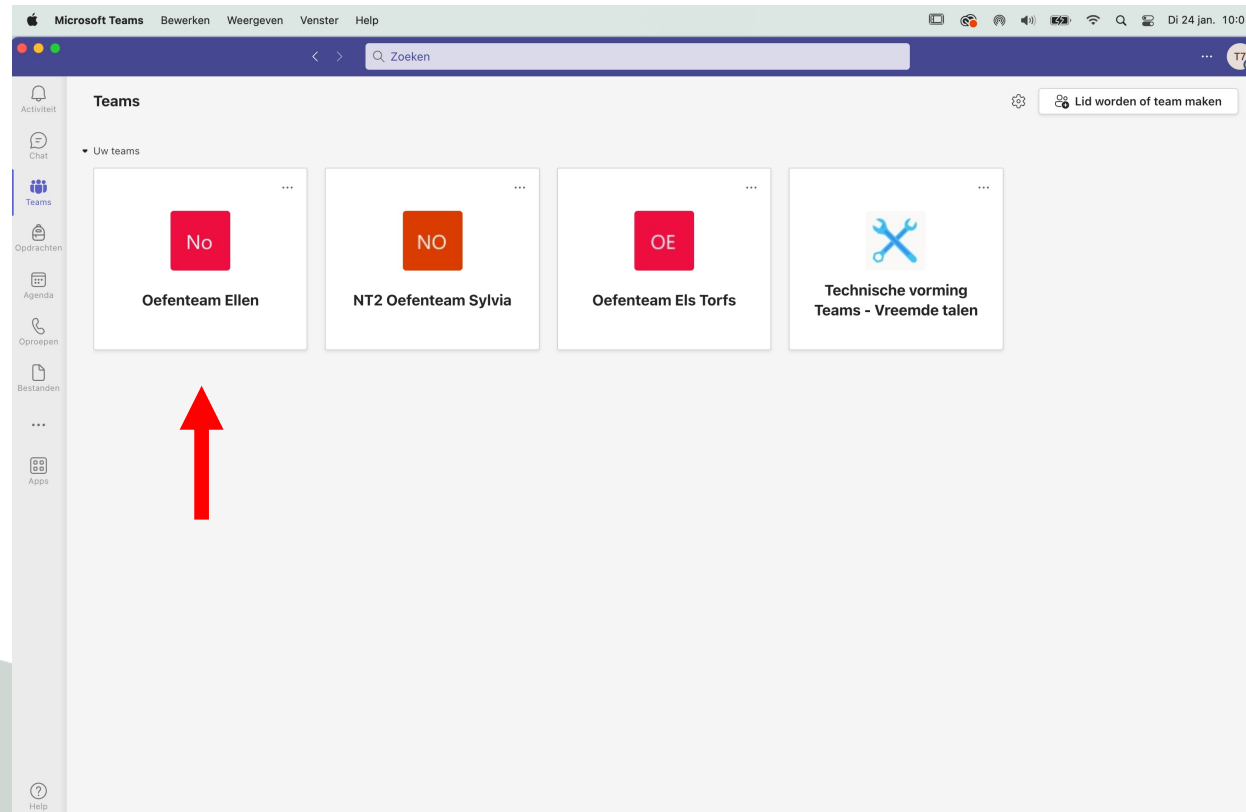 Microsoft Teams Bewerken Weergeven Venster Help Di 24 jan. 10:0
Zoeken
T7
Activiteit
Chat
Teams
Opdrachten
Agenda
Oproepen
Bestanden
Apps
Help
Teams
Lid worden of team maken
Uw teams
No
Oefenteam Ellen
NO
NT2 Oefenteam Sylvia
OE
Oefenteam Els Torfs
Technische vorming
Teams - Vreemde talen